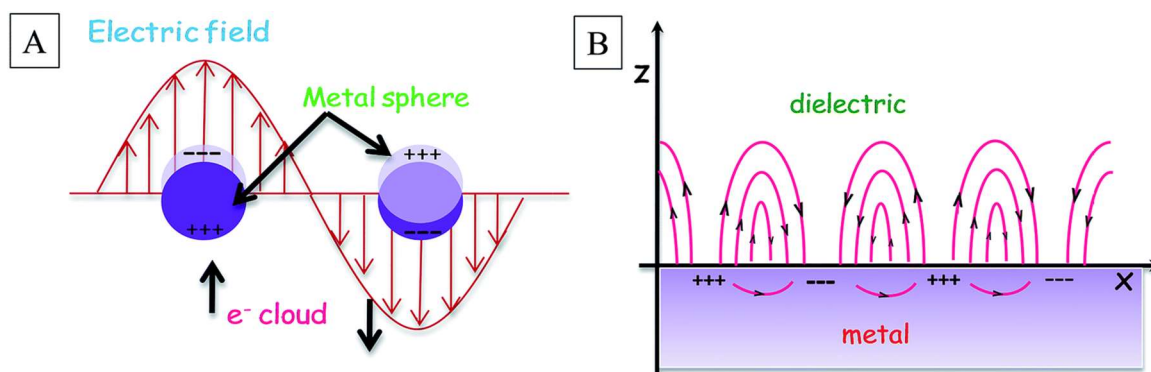 A
Electric field
Metal sphere
---
+++
+++
---
e- cloud
B
Z
dielectric
+++ --- +++ --- X
metal